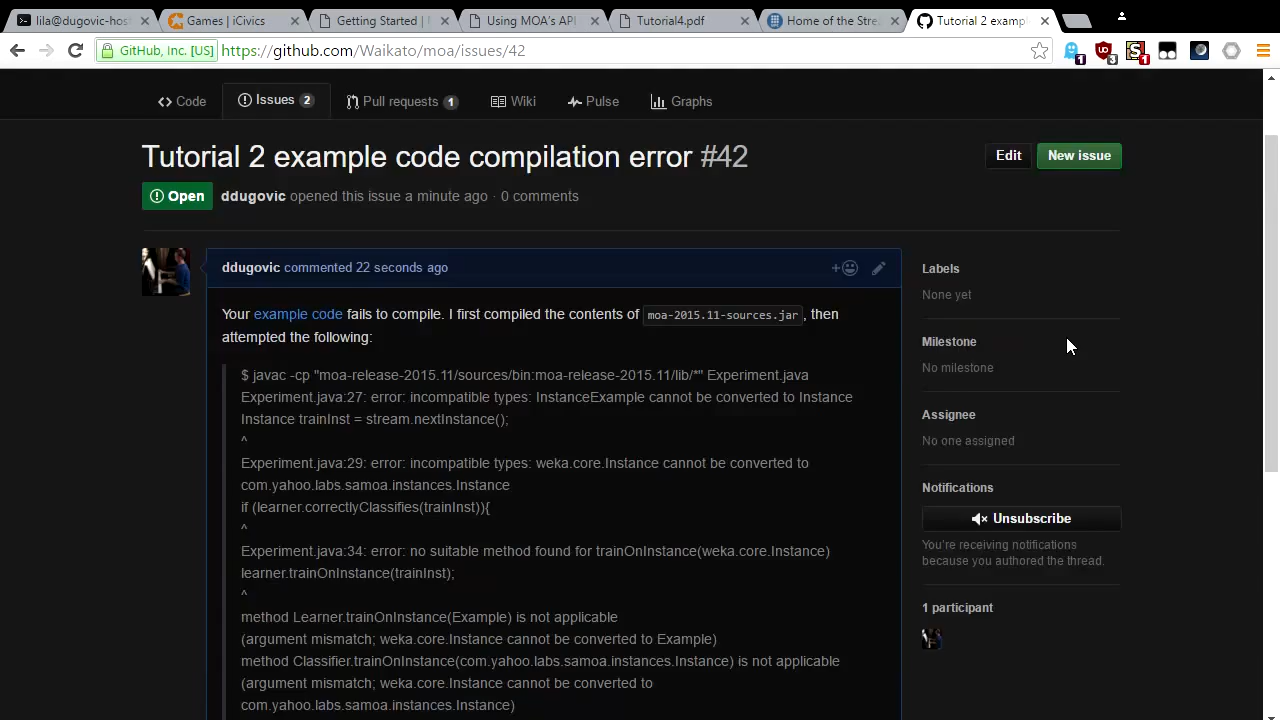 lila@dugovic-host
Games | iCivics
Getting Started | M
Using MOA's API
Tutorial4.pdf
Home of the Stre
Tutorial 2 examp
GitHub, Inc. [US]
https://github.com/Waikato/moa/issues/42
1
3
1
Code
Issues 2
Pull requests 1
Wiki
Pulse
Graphs
Tutorial 2 example code compilation error #42
Edit
New issue
Open
ddugovic opened this issue a minute ago · 0 comments
ddugovic commented 22 seconds ago
Your example code fails to compile. I first compiled the contents of moa-2015.11-sources.jar, then
attempted the following:
$ javac -cp "moa-release-2015.11/sources/bin:moa-release-2015.11/lib/*" Experiment.java
Experiment.java:27: error: incompatible types: InstanceExample cannot be converted to Instance
Instance trainInst = stream.nextInstance();
^
Experiment.java:29: error: incompatible types: weka.core.Instance cannot be converted to
com.yahoo.labs.samoa.instances.Instance
if (learner.correctlyClassifies(trainInst)){
^
Experiment.java:34: error: no suitable method found for trainOnInstance(weka.core.Instance)
learner.trainOnInstance(trainInst);
^
method Learner.trainOnInstance(Example) is not applicable
(argument mismatch; weka.core.Instance cannot be converted to Example)
method Classifier.trainOnInstance(com.yahoo.labs.samoa.instances.Instance) is not applicable
(argument mismatch; weka.core.Instance cannot be converted to
com.yahoo.labs.samoa.instances.Instance)
Labels
None yet
Milestone
No milestone
Assignee
No one assigned
Notifications
Unsubscribe
You're receiving notifications
because you authored the thread.
1 participant